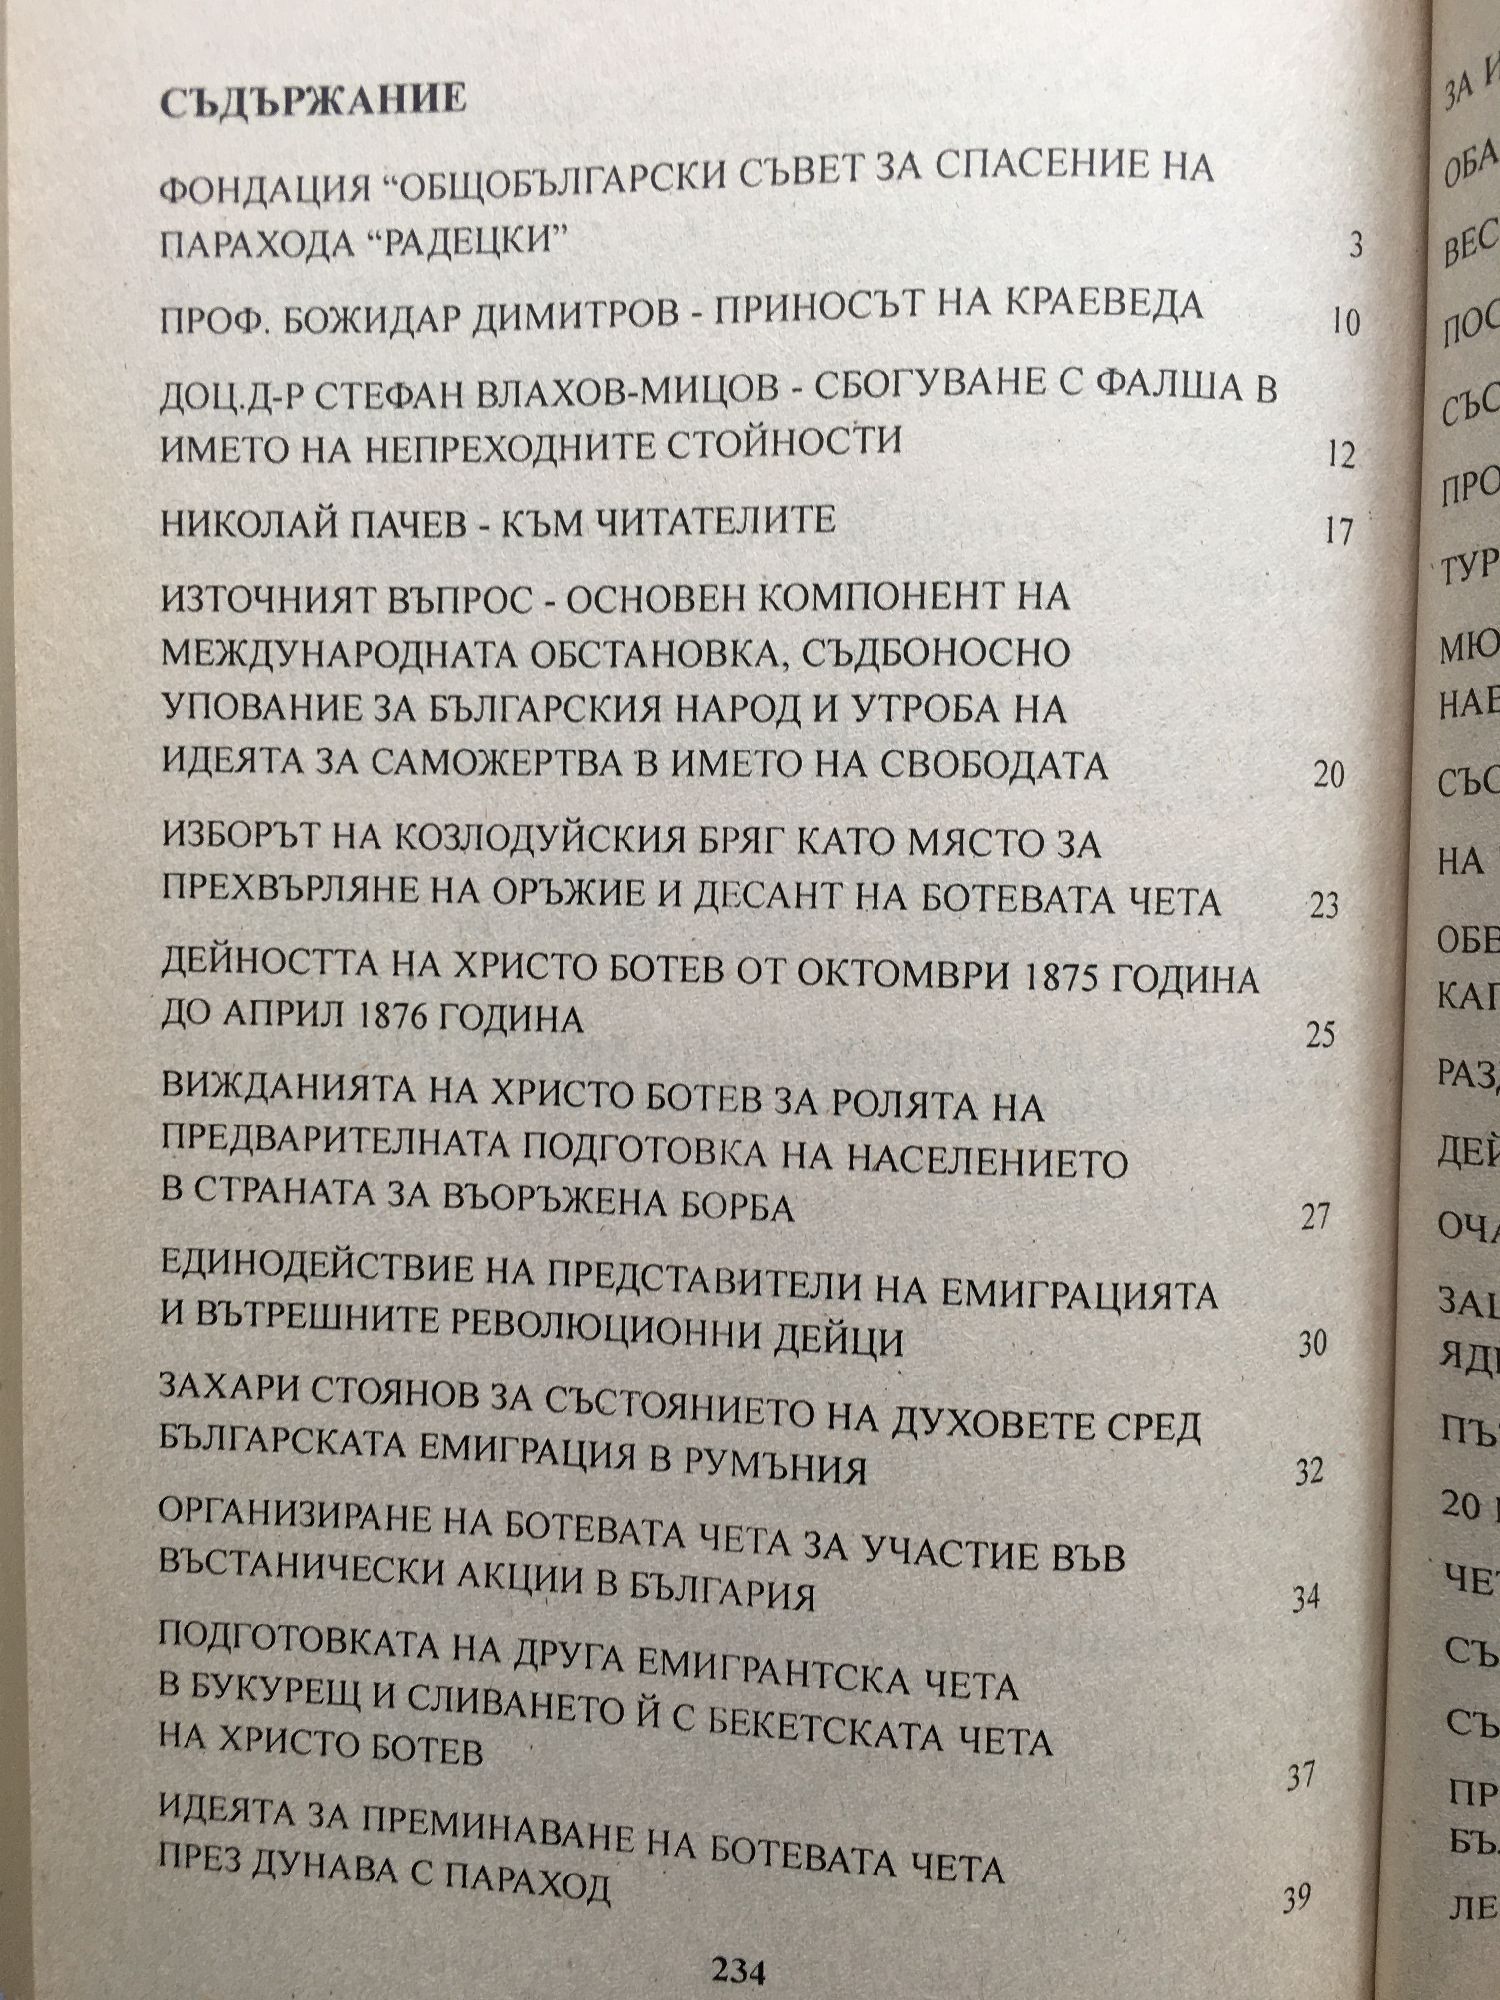 СЪДЪРЖАНИЕ
ФОНДАЦИЯ “ОБЩОБЪЛГАРСКИ СЪВЕТ ЗА СПАСЕНИЕ НА
ПАРАХОДА “РАДЕЦКИ” 3
ПРОФ. БОЖИДАР ДИМИТРОВ - ПРИНОСЪТ НА КРАЕВЕДА 10
ДОЦ.Д-Р СТЕФАН ВЛАХОВ-МИЦОВ - СБОГУВАНЕ С ФАЛША В
ИМЕТО НА НЕПРЕХОДНИТЕ СТОЙНОСТИ 12
НИКОЛАЙ ПАЧЕВ - КЪМ ЧИТАТЕЛИТЕ 17
ИЗТОЧНИЯТ ВЪПРОС - ОСНОВЕН КОМПОНЕНТ НА
МЕЖДУНАРОДНАТА ОБСТАНОВКА, СЪДБОНОСНО
УПОВАНИЕ ЗА БЪЛГАРСКИЯ НАРОД И УТРОБА НА
ИДЕЯТА ЗА САМОЖЕРТВА В ИМЕТО НА СВОБОДАТА 20
ИЗБОРЪТ НА КОЗЛОДУЙСКИЯ БРЯГ КАТО МЯСТО ЗА
ПРЕХВЪРЛЯНЕ НА ОРЪЖИЕ И ДЕСАНТ НА БОТЕВАТА ЧЕТА 23
ДЕЙНОСТТА НА ХРИСТО БОТЕВ ОТ ОКТОМВРИ 1875 ГОДИНА
ДО АПРИЛ 1876 ГОДИНА 25
ВИЖДАНИЯТА НА ХРИСТО БОТЕВ ЗА РОЛЯТА НА
ПРЕДВАРИТЕЛНАТА ПОДГОТОВКА НА НАСЕЛЕНИЕТО
В СТРАНАТА ЗА ВЪОРЪЖЕНА БОРБА 27
ЕДИНОДЕЙСТВИЕ НА ПРЕДСТАВИТЕЛИ НА ЕМИГРАЦИЯТА
И ВЪТРЕШНИТЕ РЕВОЛЮЦИОННИ ДЕЙЦИ 30
ЗАХАРИ СТОЯНОВ ЗА СЪСТОЯНИЕТО НА ДУХОВЕТЕ СРЕД
БЪЛГАРСКАТА ЕМИГРАЦИЯ В РУМЪНИЯ 32
ОРГАНИЗИРАНЕ НА БОТЕВАТА ЧЕТА ЗА УЧАСТИЕ ВЪВ
ВЪСТАНИЧЕСКИ АКЦИИ В БЪЛГАРИЯ 34
ПОДГОТОВКАТА НА ДРУГА ЕМИГРАНТСКА ЧЕТА
В БУКУРЕЩ И СЛИВАНЕТО Й С БЕКЕТСКАТА ЧЕТА
НА ХРИСТО БОТЕВ 37
ИДЕЯТА ЗА ПРЕМИНАВАНЕ НА БОТЕВАТА ЧЕТА
ПРЕЗ ДУНАВА С ПАРАХОД 39
234
ЗА
НА
20